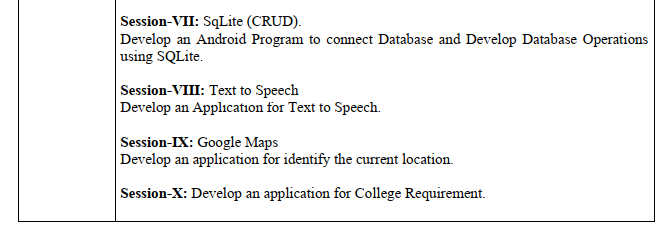 Session-VII: SqLite (CRUD).
Develop an Android Program to connect Database and Develop Database Operations
using SQLite.
Session-VIII: Text to Speech
Develop an Application for Text to Speech.
Session-IX: Google Maps
Develop an application for identify the current location.
Session-X: Develop an application for College Requirement.